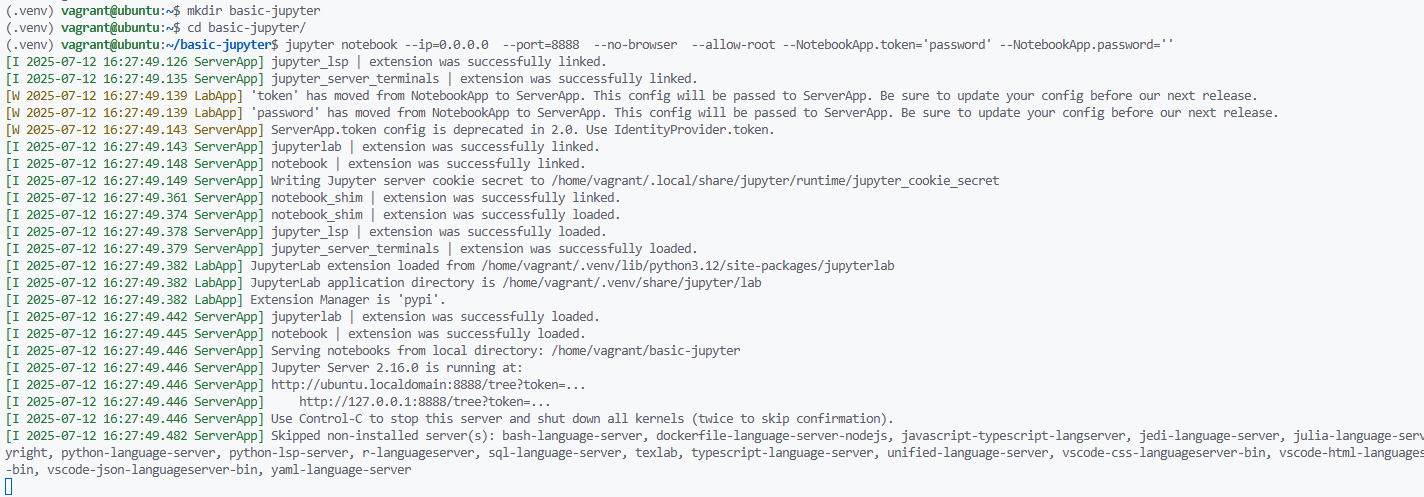 (.venv) vagrant@ubuntu:~$ mkdir basic-jupyter
(.venv) vagrant@ubuntu:~$ cd basic-jupyter/
(.venv) vagrant@ubuntu:~/basic-jupyter$ jupyter notebook --ip=0.0.0.0  --port=8888  --no-browser  --allow-root --NotebookApp.token='password' --NotebookApp.password=''
[I 2025-07-12 16:27:49.126 ServerApp] jupyter_lsp | extension was successfully linked.
[I 2025-07-12 16:27:49.135 ServerApp] jupyter_server_terminals | extension was successfully linked.
[W 2025-07-12 16:27:49.139 LabApp] 'token' has moved from NotebookApp to ServerApp. This config will be passed to ServerApp. Be sure to update your config before our next release.
[W 2025-07-12 16:27:49.139 LabApp] 'password' has moved from NotebookApp to ServerApp. This config will be passed to ServerApp. Be sure to update your config before our next release.
[W 2025-07-12 16:27:49.143 ServerApp] ServerApp.token config is deprecated in 2.0. Use IdentityProvider.token.
[I 2025-07-12 16:27:49.143 ServerApp] jupyterlab | extension was successfully linked.
[I 2025-07-12 16:27:49.148 ServerApp] notebook | extension was successfully linked.
[I 2025-07-12 16:27:49.149 ServerApp] Writing Jupyter server cookie secret to /home/vagrant/.local/share/jupyter/runtime/jupyter_cookie_secret
[I 2025-07-12 16:27:49.361 ServerApp] notebook_shim | extension was successfully linked.
[I 2025-07-12 16:27:49.374 ServerApp] notebook_shim | extension was successfully loaded.
[I 2025-07-12 16:27:49.378 ServerApp] jupyter_lsp | extension was successfully loaded.
[I 2025-07-12 16:27:49.379 ServerApp] jupyter_server_terminals | extension was successfully loaded.
[I 2025-07-12 16:27:49.382 LabApp] JupyterLab extension loaded from /home/vagrant/.venv/lib/python3.12/site-packages/jupyterlab
[I 2025-07-12 16:27:49.382 LabApp] JupyterLab application directory is /home/vagrant/.venv/share/jupyter/lab
[I 2025-07-12 16:27:49.382 LabApp] Extension Manager is 'pypi'.
[I 2025-07-12 16:27:49.442 ServerApp] jupyterlab | extension was successfully loaded.
[I 2025-07-12 16:27:49.445 ServerApp] notebook | extension was successfully loaded.
[I 2025-07-12 16:27:49.446 ServerApp] Serving notebooks from local directory: /home/vagrant/basic-jupyter
[I 2025-07-12 16:27:49.446 ServerApp] Jupyter Server 2.16.0 is running at:
[I 2025-07-12 16:27:49.446 ServerApp] http://ubuntu.localdomain:8888/tree?token=...
[I 2025-07-12 16:27:49.446 ServerApp]     http://127.0.0.1:8888/tree?token=...
[I 2025-07-12 16:27:49.446 ServerApp] Use Control-C to stop this server and shut down all kernels (twice to skip confirmation).
[I 2025-07-12 16:27:49.482 ServerApp] Skipped non-installed server(s): bash-language-server, dockerfile-language-server-nodejs, javascript-typescript-langserver, jedi-language-server, julia-language-serv
yright, python-language-server, python-lsp-server, r-languageserver, sql-language-server, texlab, typescript-language-server, unified-language-server, vscode-css-languageserver-bin, vscode-html-languages
-bin, vscode-json-languageserver-bin, yaml-language-server